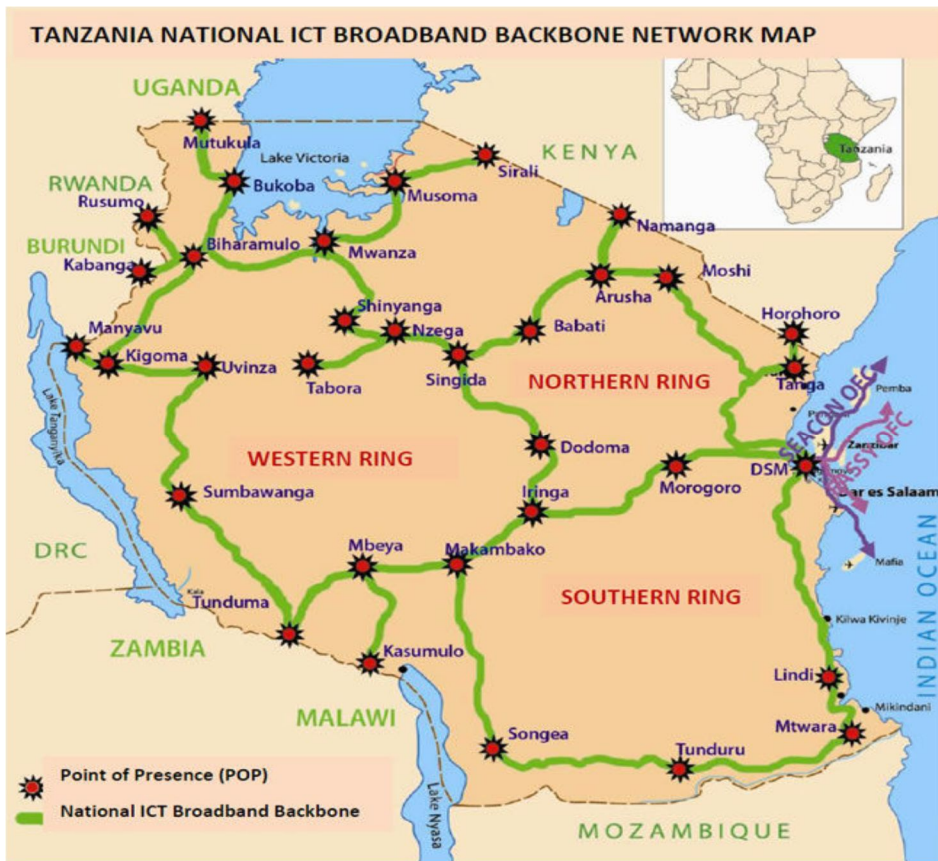 TANZANIA NATIONAL ICT BROADBAND BACKBONE NETWORK MAP
UGANDA
Mutukula
Lake Victoria
KENYA
Tanzania
Sirali
RWANDA
Rusumo
Bukoba
Musoma
Namanga
BURUNDI
Biharamulo
Mwanza
Kabanga
Arusha
Moshi
Shinyanga
Horohoro
Manyavu
Nzega
Babati
Kigoma
Uvinza
Tabora
Singida
NORTHERN RING
Tanga
Pemba
Lake Tanganyika
SEACON OFC
Zanzibar
WESTERN RING
Dodoma
DSM
Sumbawanga
Iringa
Morogoro
Dar es Salaam
DRC
Mbeya
Makambako
Mafia
Kala
Tunduma
SOUTHERN RING
INDIAN OCEAN
ZAMBIA
Kilwa Kivinje
Kasumulo
Lindi
MALAWI
Mikindani
Mtwara
Songea
Tunduru
Point of Presence (POP)
National ICT Broadband Backbone
Lake Nyasa
MOZAMBIQUE